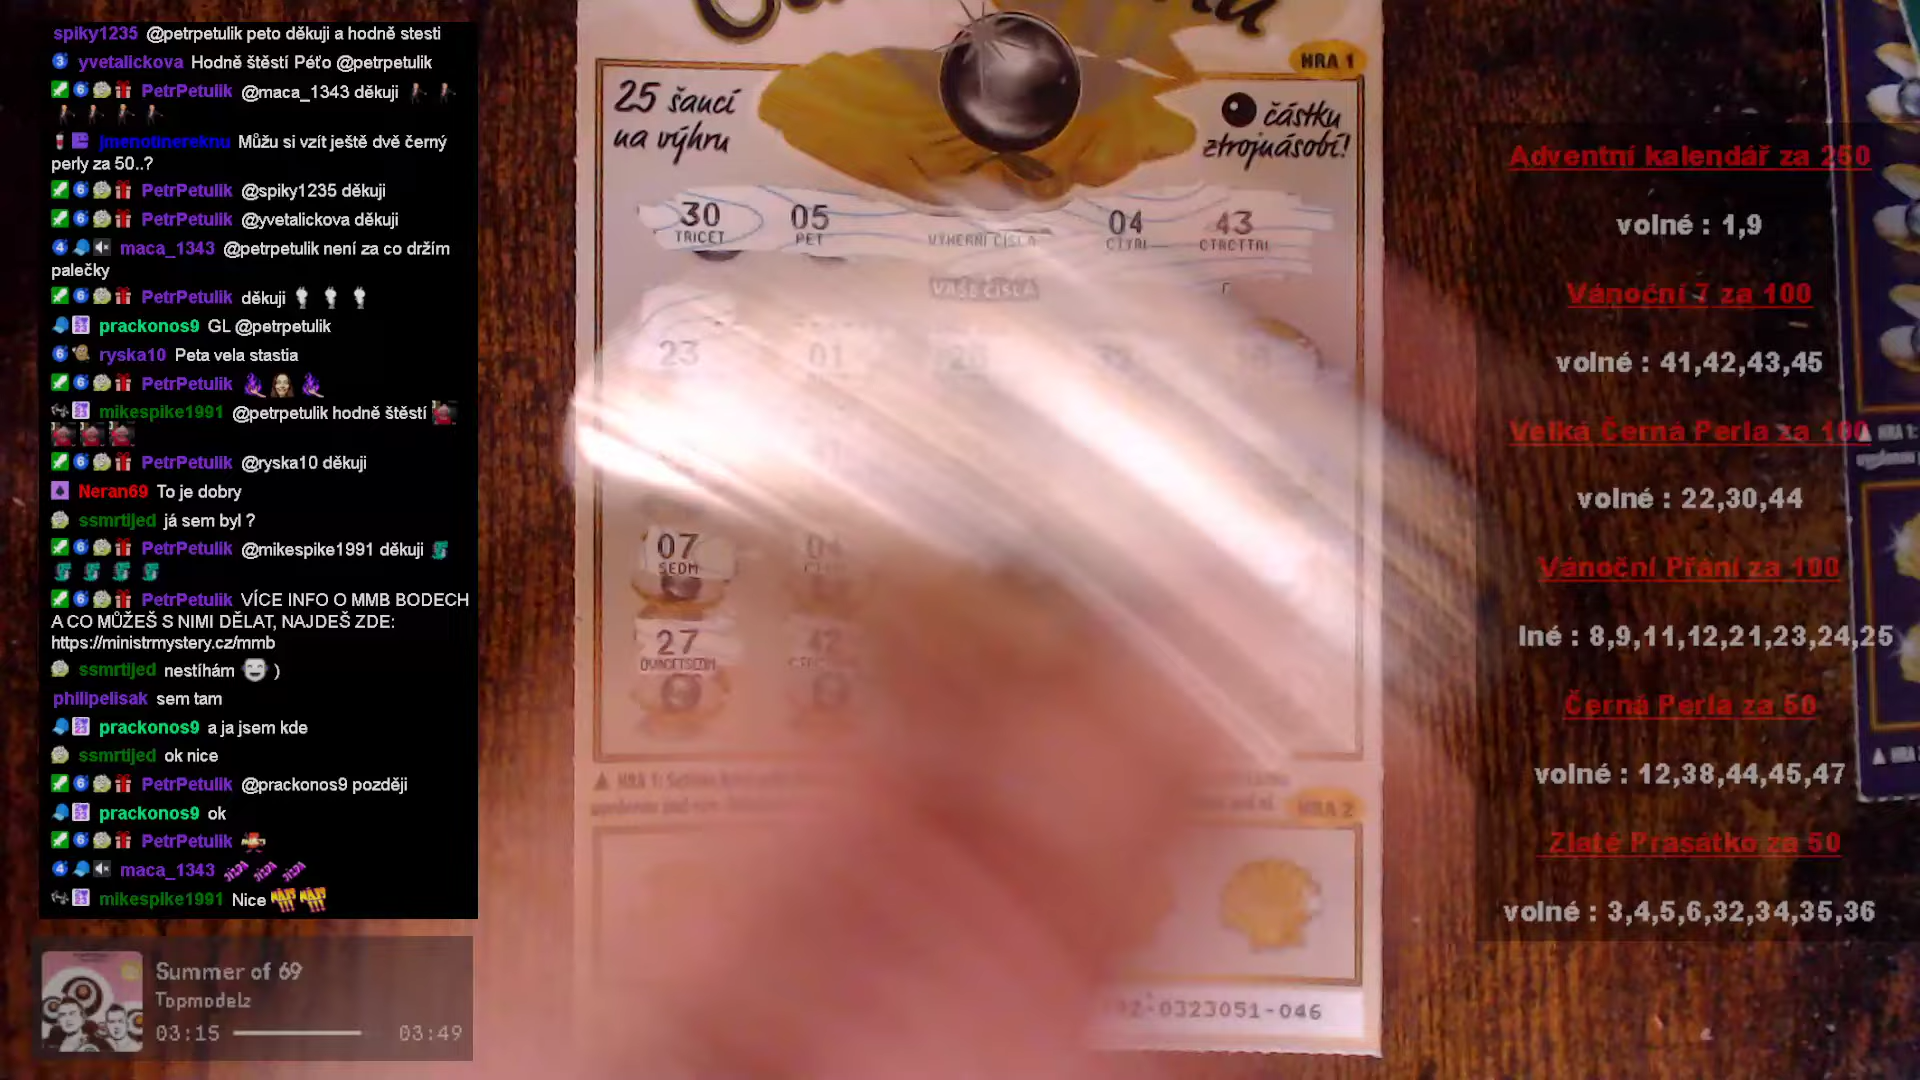 spiky1235 @petrpetulik peto děkuji a hodně stesti
yvetalickova Hodně štěstí Péťo @petrpetulik
PetrPetulik @maca_1343 děkuji
jmenotinereknu Můžu si vzít ještě dvě černý
perly za 50..?
PetrPetulik @spiky1235 děkuji
PetrPetulik @yvetalickova děkuji
maca_1343 @petrpetulik není za co držím
palečky
PetrPetulik děkuji
prackonos9 GL @petrpetulik
ryska10 Peta vela stastia
PetrPetulik
mikespike1991 @petrpetulik hodně štěstí
PetrPetulik @ryska10 děkuji
Neran69 To je dobry
ssmrtijed já sem byl ?
PetrPetulik @mikespike1991 děkuji
PetrPetulik VÍCE INFO O MMB BODECH
A CO MŮŽEŠ S NIMI DĚLAT, NAJDEŠ ZDE:
https://ministrmystery.cz/mmb
ssmrtijed nestíhám )
philipelisak sem tam
prackonos9 a ja jsem kde
ssmrtijed ok nice
PetrPetulik @prackonos9 později
prackonos9 ok
PetrPetulik
maca_1343
mikespike1991 Nice
Summer of 69
Topmodelz
03:15 03:49
HRA 1
25 šancí
na výhru
částku
ztrojnásobí!
30 05 04 43
TŘICET PĚT VÝHERNÍ ČÍSLA ČTYŘI CTRCTTRI
VAŠE ČÍSLA
23 01
07
SEDM
27 42
DVACETSEDM
HRA 1:
HRA 2
0323051-046
Adventní kalendář za 250
volné : 1,9
Vánoční 7 za 100
volné : 41,42,43,45
Velká Černá Perla za 100
volné : 22,30,44
Vánoční Přání za 100
lné : 8,9,11,12,21,23,24,25
Černá Perla za 50
volné : 12,38,44,45,47
Zlaté Prasátko za 50
volné : 3,4,5,6,32,34,35,36
HRA 1: